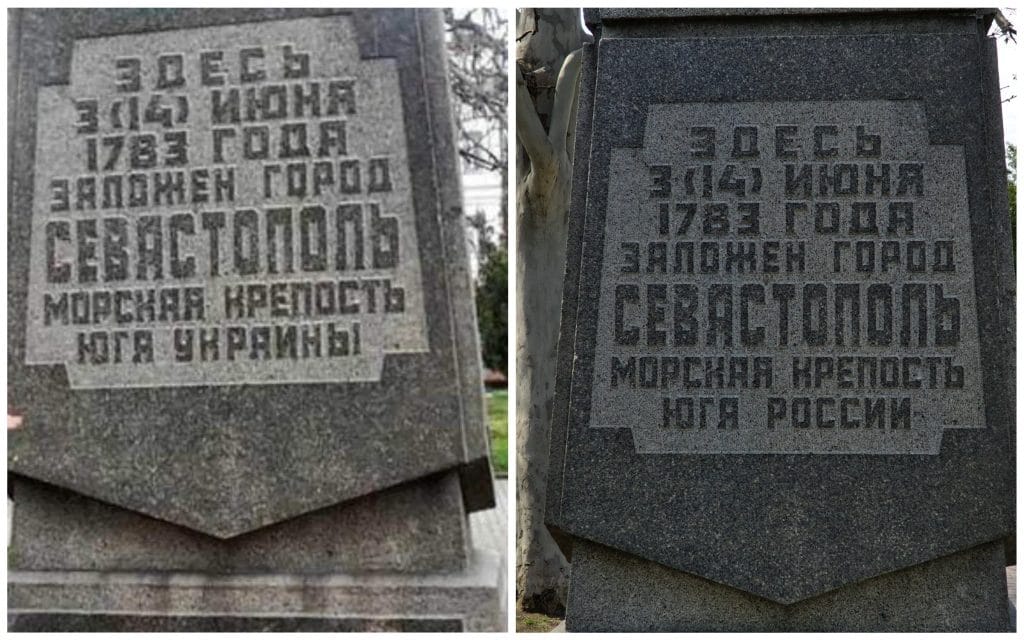 ЗДЕСЬ
3 (14) ИЮНЯ
1783 ГОДА
ЗАЛОЖЕН ГОРОД
СЕВАСТОПОЛЬ
МОРСКАЯ КРЕПОСТЬ
ЮГА УКРАИНЫ
ЗДЕСЬ
3 (14) ИЮНЯ
1783 ГОДА
ЗАЛОЖЕН ГОРОД
СЕВАСТОПОЛЬ
МОРСКАЯ КРЕПОСТЬ
ЮГА РОССИИ